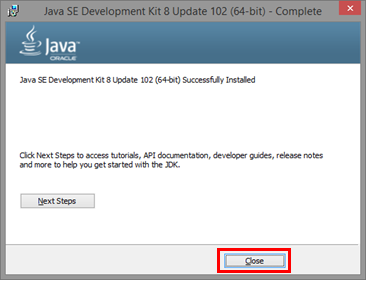 Java SE Development Kit 8 Update 102 (64-bit) - Complete
Java
ORACLE
Java SE Development Kit 8 Update 102 (64-bit) Successfully Installed
Click Next Steps to access tutorials, API documentation, developer guides, release notes
and more to help you get started with the JDK.
Next Steps
Close